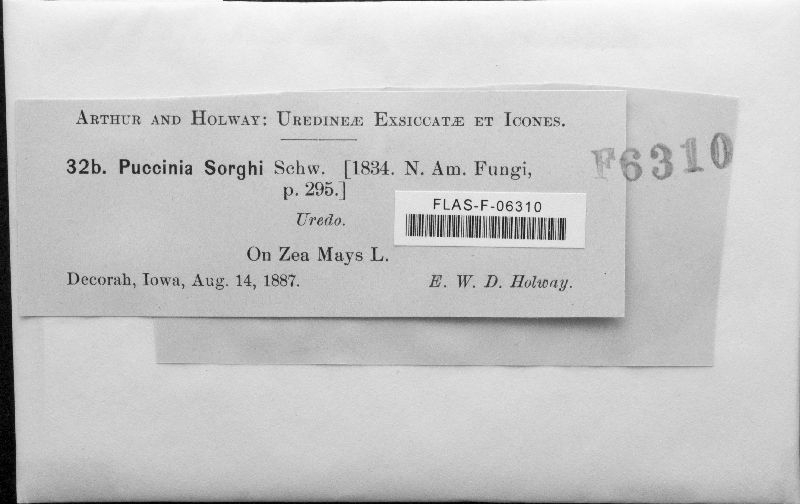 ARTHUR AND HOLWAY: UREDINEÆ EXSICCATÆ ET ICONES.
32b. Puccinia Sorghi Schw. [1834. N. Am. Fungi,
p. 295.]
F6310
FLAS-F-06310
Uredo.
On Zea Mays L.
Decorah, Iowa, Aug. 14, 1887. E. W. D. Holway.